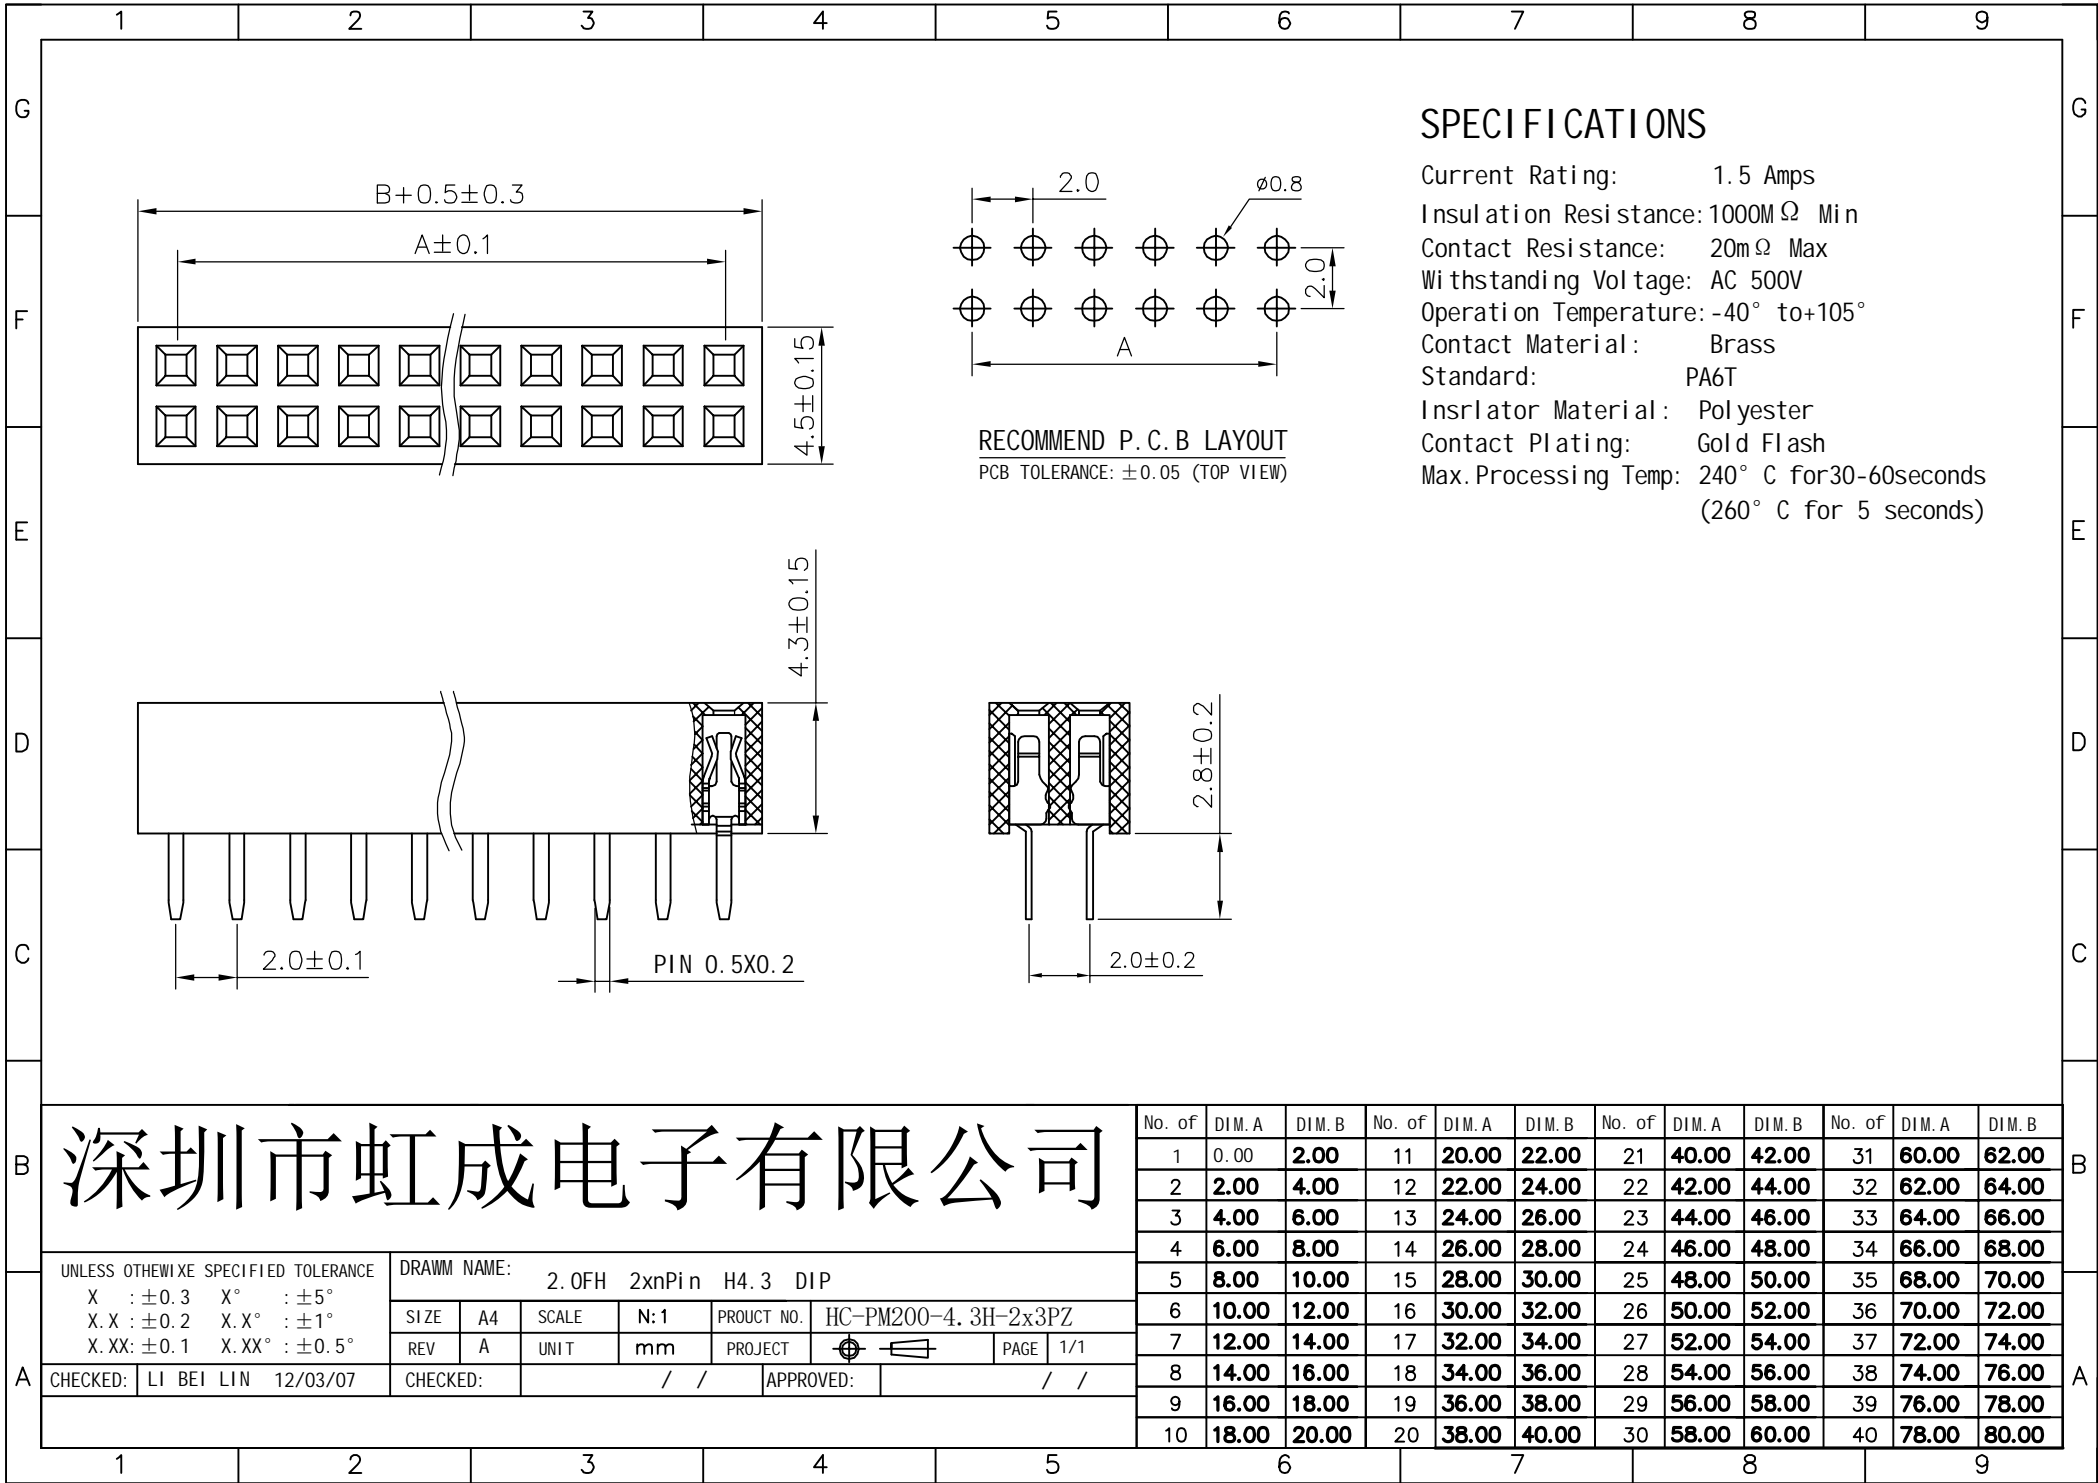 1 2 3 4 5 6 7 8 9
G G
F F
E E
D D
C C
B B
A A
B+0.5±0.3
A±0.1
4.5±0.15
2.0
ø0.8
2.0
A
RECOMMEND P.C.B LAYOUT
PCB TOLERANCE: ±0.05 (TOP VIEW)
SPECIFICATIONS
Current Rating: 1.5 Amps
Insulation Resistance: 1000MΩ Min
Contact Resistance: 20mΩ Max
Withstanding Voltage: AC 500V
Operation Temperature: -40° to+105°
Contact Material: Brass
Standard: PA6T
Insrlator Material: Polyester
Contact Plating: Gold Flash
Max.Processing Temp: 240° C for30-60seconds
(260° C for 5 seconds)
4.3±0.15
2.0±0.1
PIN 0.5X0.2
2.8±0.2
2.0±0.2
深圳市虹成电子有限公司
UNLESS OTHEWIXE SPECIFIED TOLERANCE
X :±0.3 X° :±5°
X.X :±0.2 X.X° :±1°
X.XX:±0.1 X.XX° :±0.5°
DRAWM NAME: 2.0FH 2xnPin H4.3 DIP
SIZE A4 SCALE N:1 PROUCT NO. HC-PM200-4.3H-2x3PZ
REV A UNIT mm PROJECT PAGE 1/1
CHECKED: LI BEI LIN 12/03/07 CHECKED: / / APPROVED: / /
No. of DIM.A DIM.B No. of DIM.A DIM.B No. of DIM.A DIM.B No. of DIM.A DIM.B
1 0.00 2.00 11 20.00 22.00 21 40.00 42.00 31 60.00 62.00
2 2.00 4.00 12 22.00 24.00 22 42.00 44.00 32 62.00 64.00
3 4.00 6.00 13 24.00 26.00 23 44.00 46.00 33 64.00 66.00
4 6.00 8.00 14 26.00 28.00 24 46.00 48.00 34 66.00 68.00
5 8.00 10.00 15 28.00 30.00 25 48.00 50.00 35 68.00 70.00
6 10.00 12.00 16 30.00 32.00 26 50.00 52.00 36 70.00 72.00
7 12.00 14.00 17 32.00 34.00 27 52.00 54.00 37 72.00 74.00
8 14.00 16.00 18 34.00 36.00 28 54.00 56.00 38 74.00 76.00
9 16.00 18.00 19 36.00 38.00 29 56.00 58.00 39 76.00 78.00
10 18.00 20.00 20 38.00 40.00 30 58.00 60.00 40 78.00 80.00
1 2 3 4 5 6 7 8 9